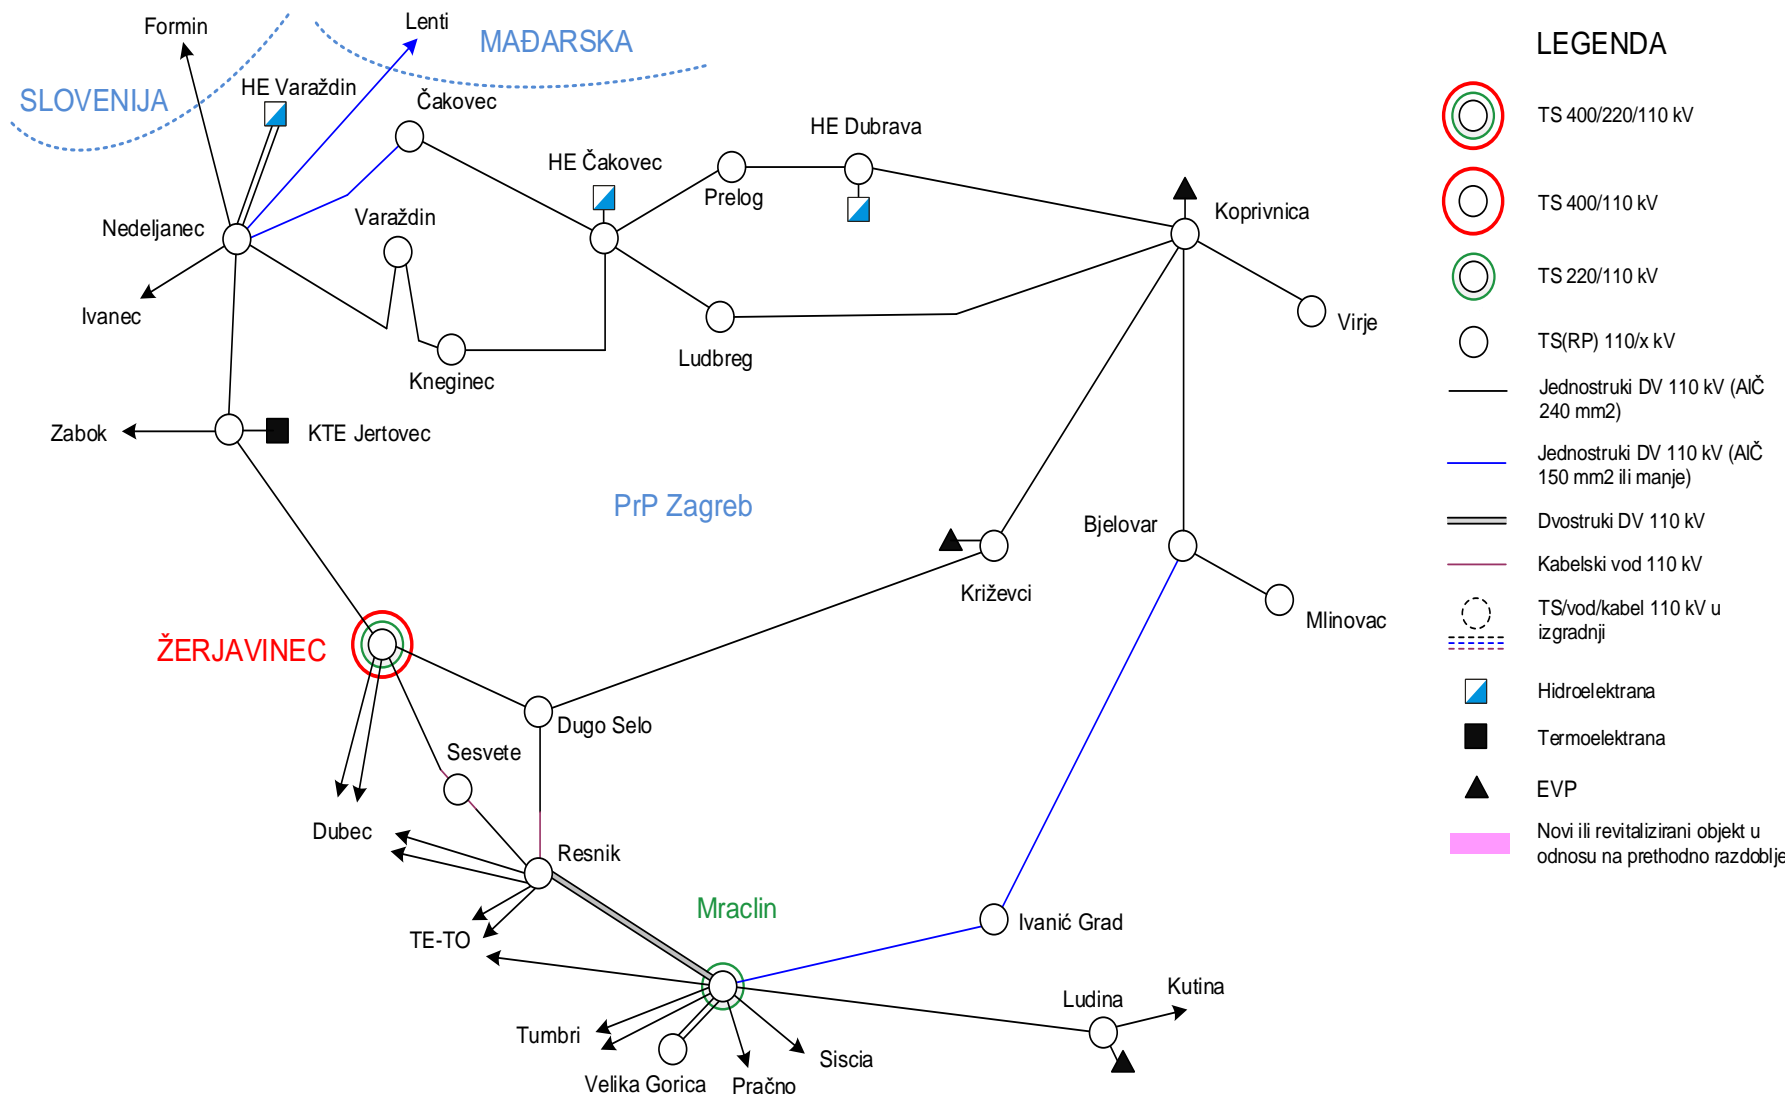 Formin
Lenti
MAĐARSKA
SLOVENIJA
HE Varaždin
Čakovec
HE Dubrava
HE Čakovec
Prelog
Varaždin
Nedeljanec
Koprivnica
Ivanec
Virje
Ludbreg
Kneginec
Zabok
KTE Jertovec
PrP Zagreb
Bjelovar
Križevci
Mlinovac
ŽERJAVINEC
Dugo Selo
Sesvete
Dubec
Resnik
Mraclin
Ivanić Grad
TE-TO
Ludina
Kutina
Tumbri
Siscia
Velika Gorica
Pračno
LEGENDA
TS 400/220/110 kV
TS 400/110 kV
TS 220/110 kV
TS(RP) 110/x kV
Jednostruki DV 110 kV (AlČ
240 mm2)
Jednostruki DV 110 kV (AlČ
150 mm2 ili manje)
Dvostruki DV 110 kV
Kabelski vod 110 kV
TS/vod/kabel 110 kV u
izgradnji
Hidroelektrana
Termoelektrana
EVP
Novi ili revitalizirani objekt u
odnosu na prethodno razdoblje